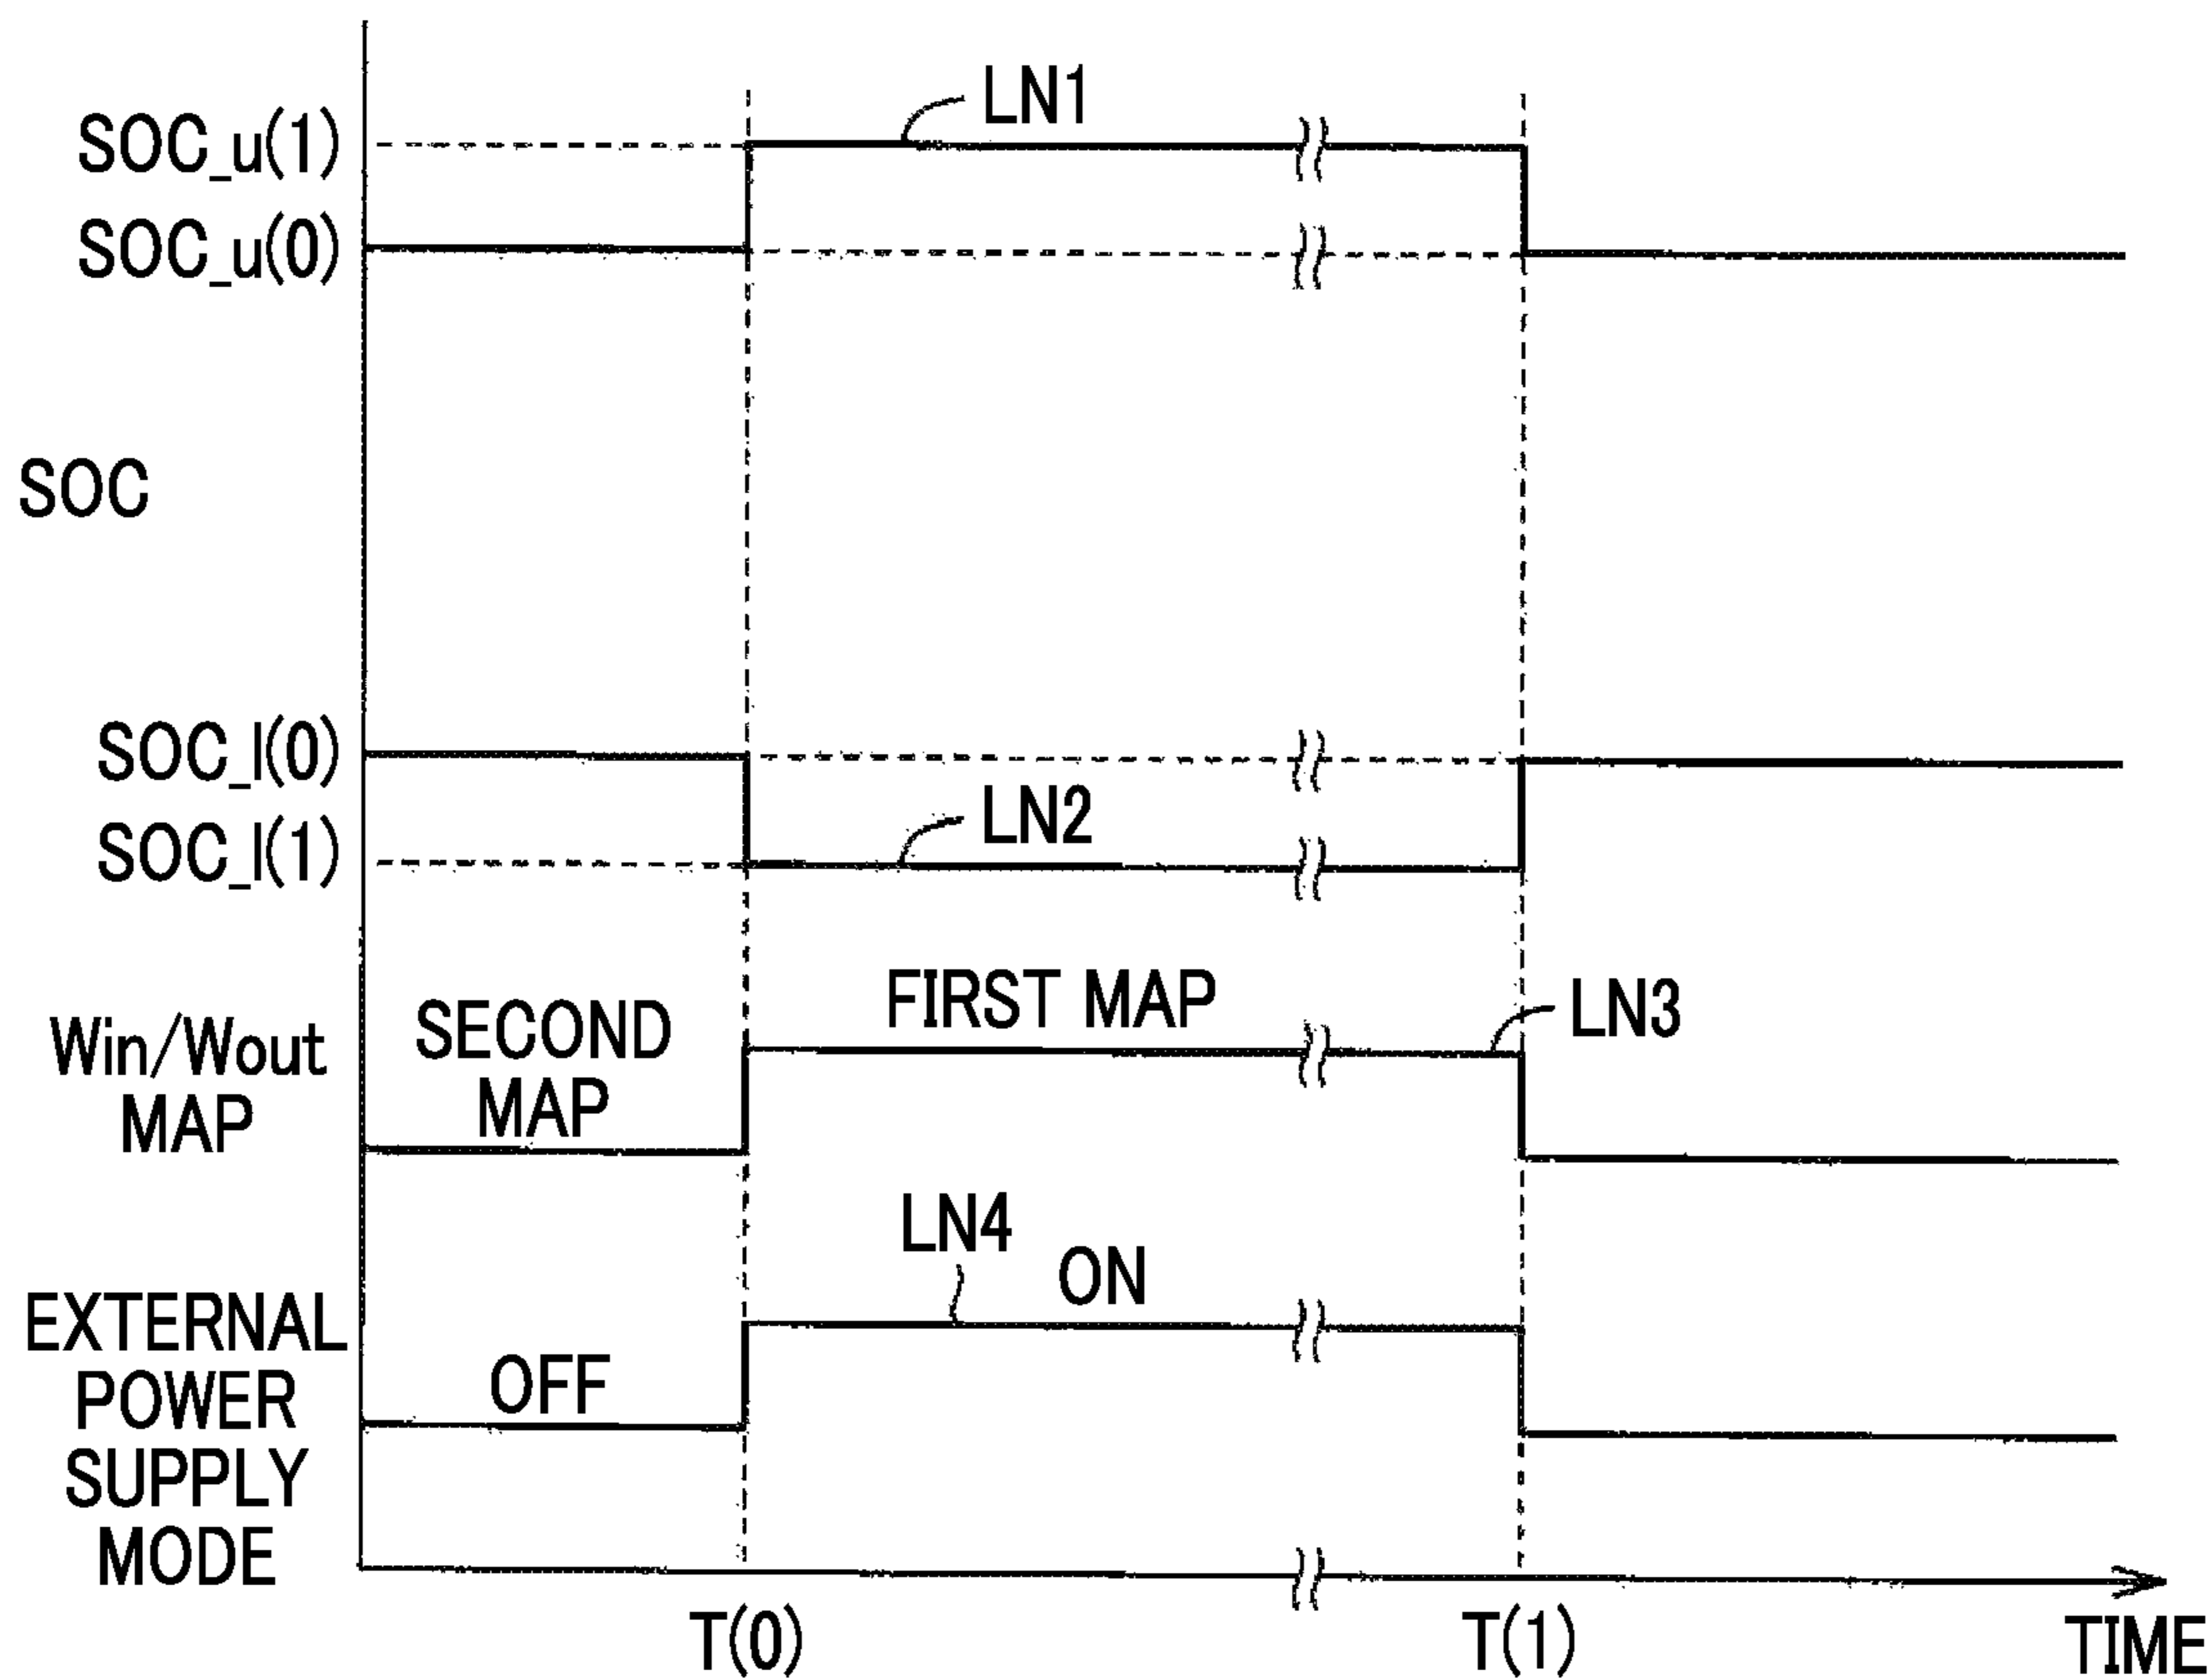 LN1
SOC_u(1)
SOC_u(0)
SOC
SOC_l(0)
LN2
SOC_l(1)
FIRST MAP
LN3
SECOND
MAP
Win/Wout
MAP
LN4
ON
OFF
EXTERNAL
POWER
SUPPLY
MODE
T(0)
T(1)
TIME